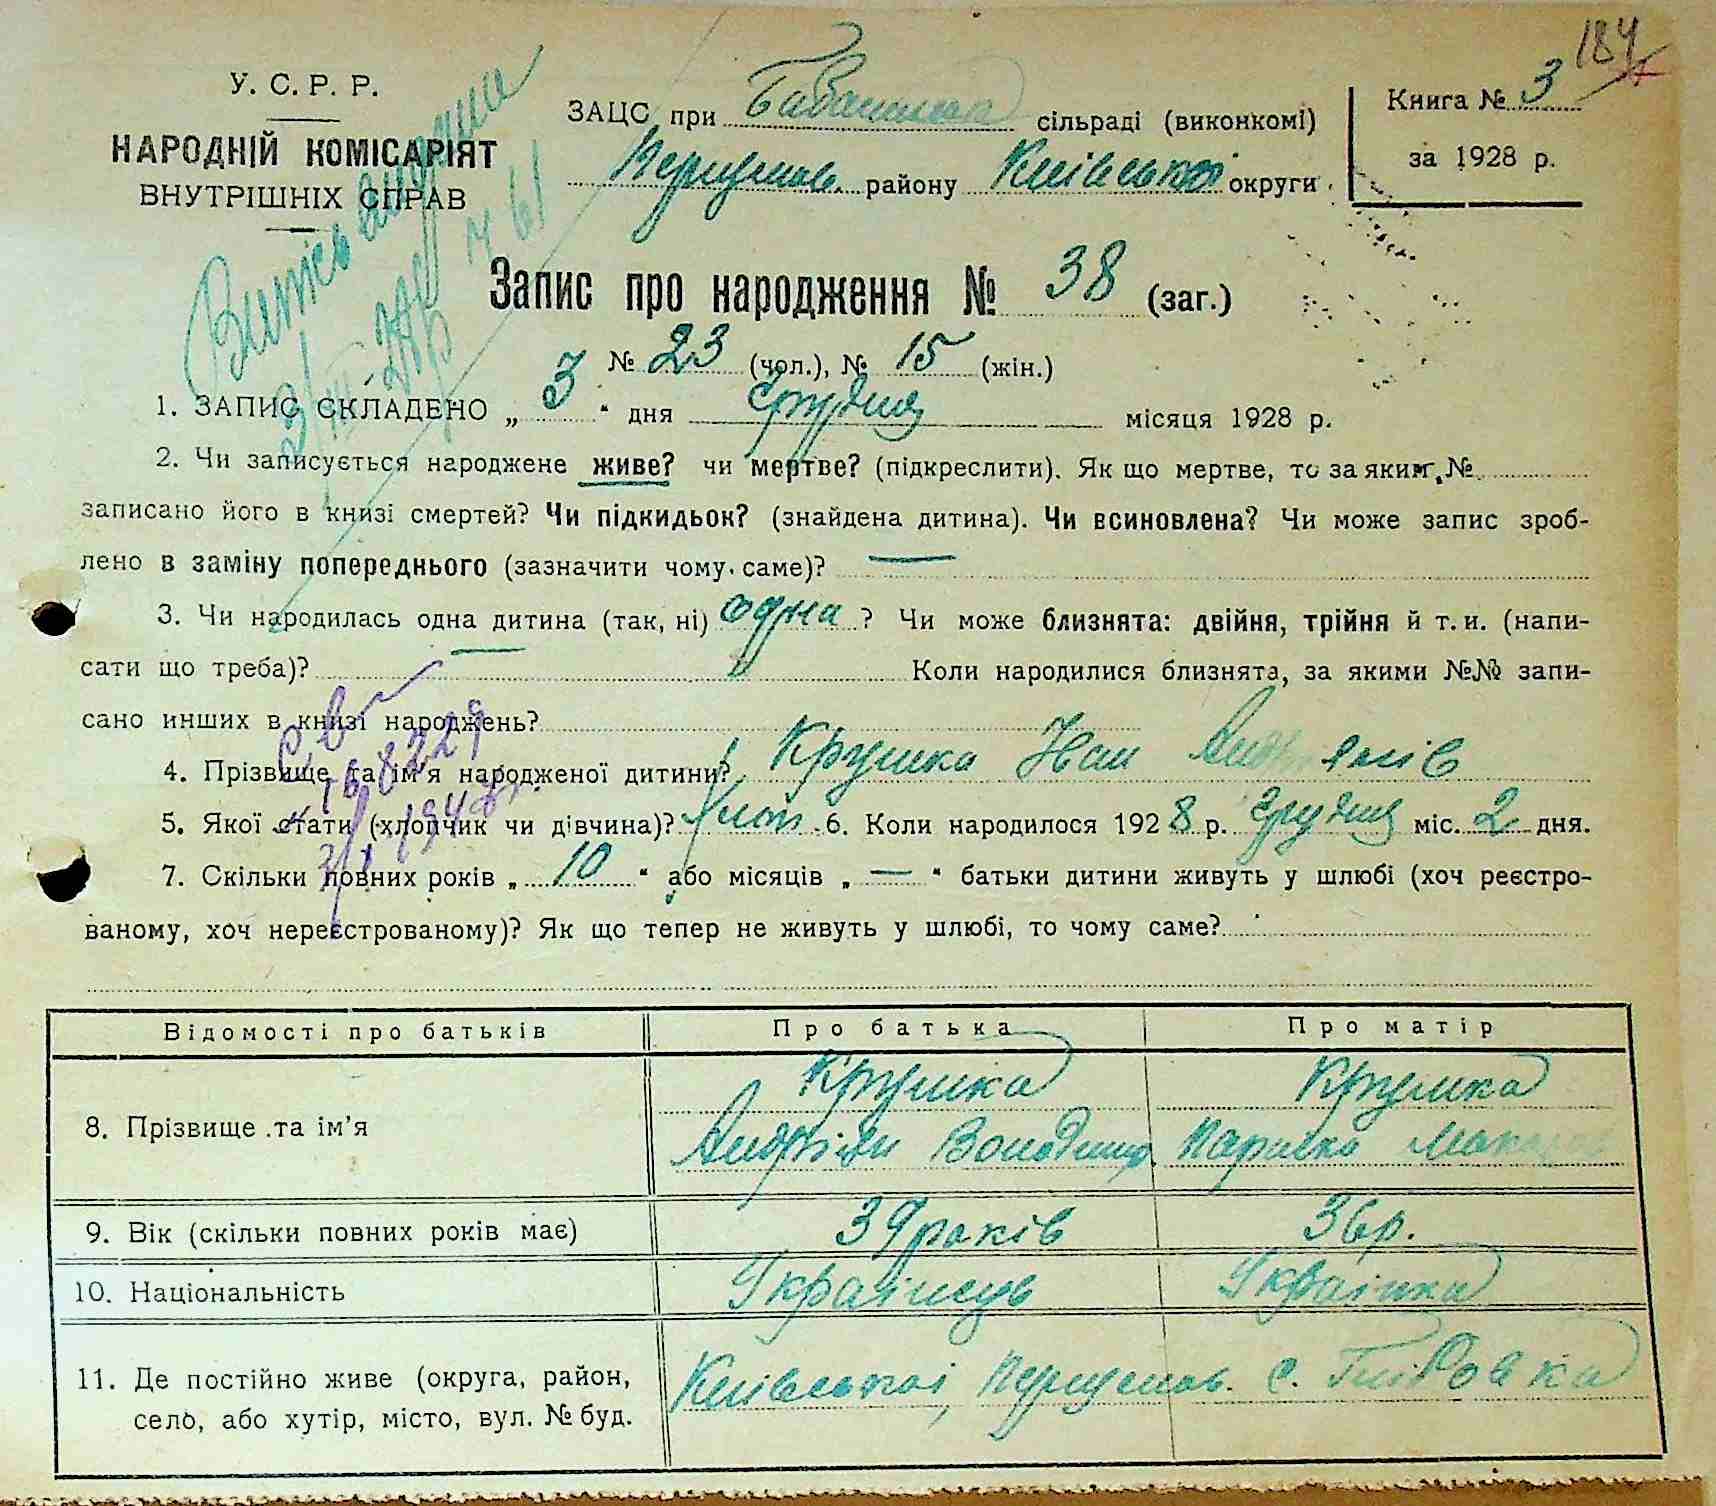 184
У. С. Р. Р.
НАРОДНІЙ КОМІСАРІЯТ
ВНУТРІШНІХ СПРАВ
ЗАЦС при сільраді (виконкомі)
району Київської округи
Книга № 3
за 1928 р.
Запис про народження № 38 (заг.)
№ 23 (чол.), № 15 (жін.)
1. ЗАПИС СКЛАДЕНО „ 3 “ дня Грудня місяця 1928 р.
2. Чи записується народжене живе? чи мертве? (підкреслити). Як що мертве, то за яким №
записано його в книзі смертей? Чи підкидьок? (знайдена дитина). Чи всиновлена? Чи може запис зроб-
лено в заміну попереднього (зазначити чому саме)? —
3. Чи народилась одна дитина (так, ні) одна ? Чи може близнята: двійня, трійня й т. и. (напи-
сати що треба)? — Коли народилися близнята, за якими №№ запи-
сано инших в книзі народжень?
4. Прізвище та ім'я народженої дитини? Крушка
5. Якої стати (хлопчик чи дівчина)? хлоп. 6. Коли народилося 1928 р. Грудня міс. 2 дня.
7. Скільки повних років „ 10 “ або місяців „ — “ батьки дитини живуть у шлюбі (хоч реєстро-
ваному, хоч нереєстрованому)? Як що тепер не живуть у шлюбі, то чому саме?
Відомості про батьків Про батька Про матір
8. Прізвище та ім'я Крушка Крушка
9. Вік (скільки повних років має) 39 років 36 р.
10. Національність Українець Українка
11. Де постійно живе (округа, район,
село, або хутір, місто, вул. № буд. Київської, с.